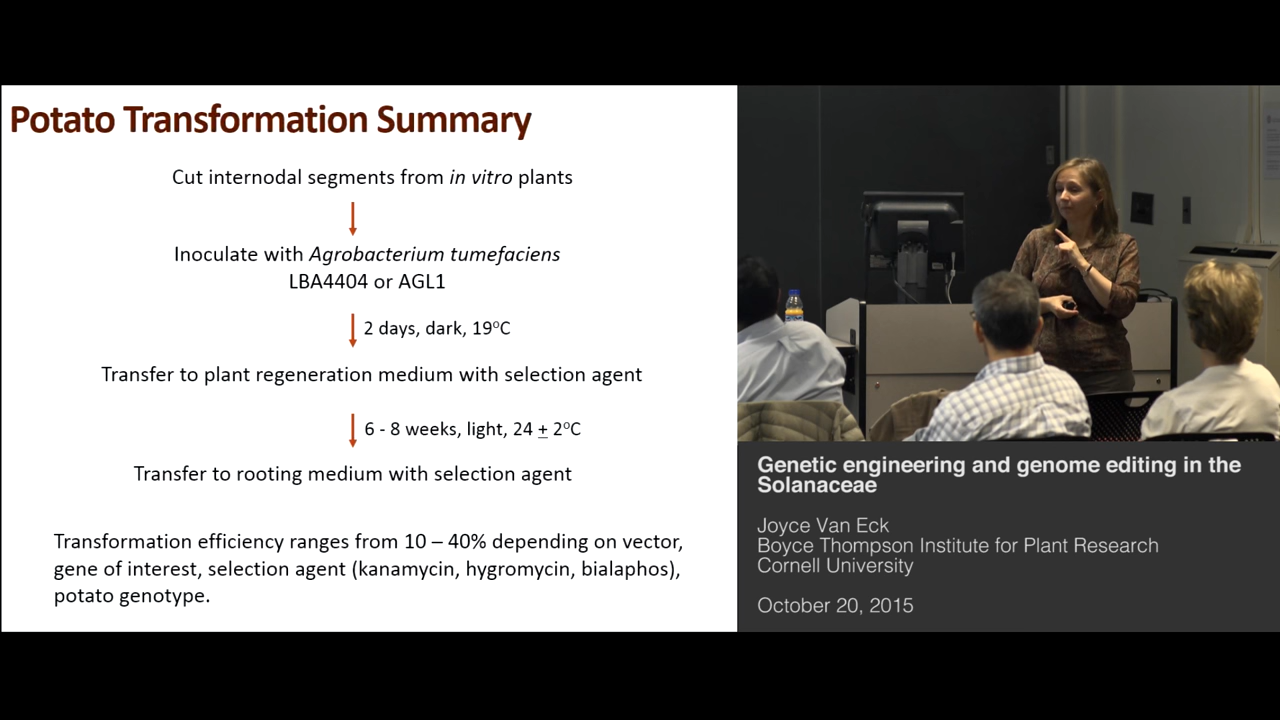 Potato Transformation Summary
Cut internodal segments from in vitro plants
Inoculate with Agrobacterium tumefaciens
LBA4404 or AGL1
2 days, dark, 19°C
Transfer to plant regeneration medium with selection agent
6 - 8 weeks, light, 24 ± 2°C
Transfer to rooting medium with selection agent
Transformation efficiency ranges from 10 – 40% depending on vector,
gene of interest, selection agent (kanamycin, hygromycin, bialaphos),
potato genotype.
Genetic engineering and genome editing in the
Solanaceae
Joyce Van Eck
Boyce Thompson Institute for Plant Research
Cornell University
October 20, 2015